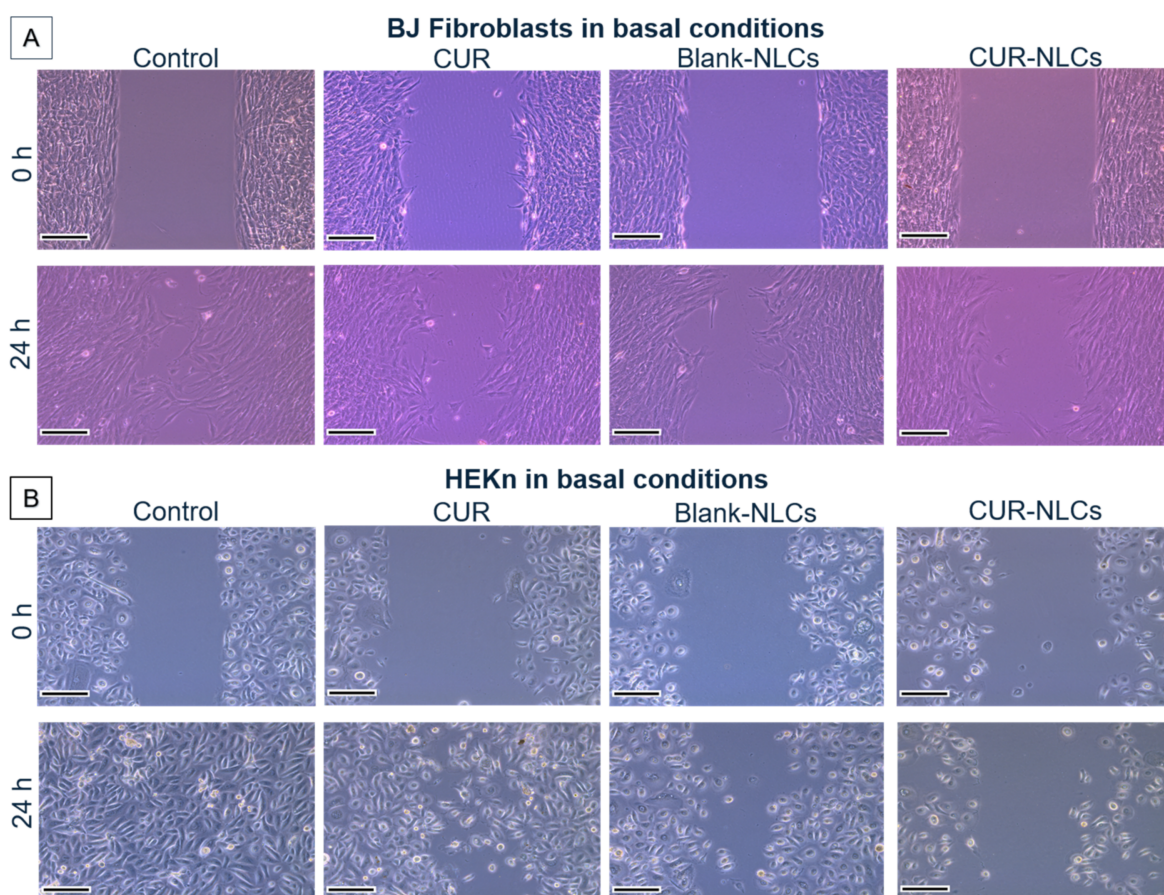 A
BJ Fibroblasts in basal conditions
Control CUR Blank-NLCs CUR-NLCs
0 h
24 h
B
HEKn in basal conditions
Control CUR Blank-NLCs CUR-NLCs
0 h
24 h